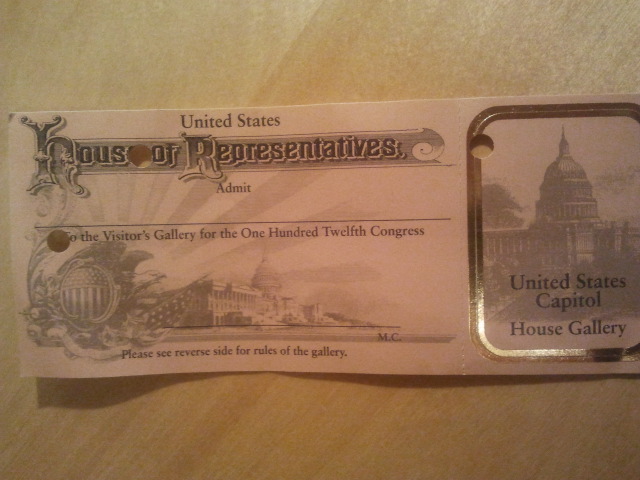 United States
House of Representatives.
Admit
To the Visitor's Gallery for the One Hundred Twelfth Congress
M.C.
Please see reverse side for rules of the gallery.
United States
Capitol
House Gallery